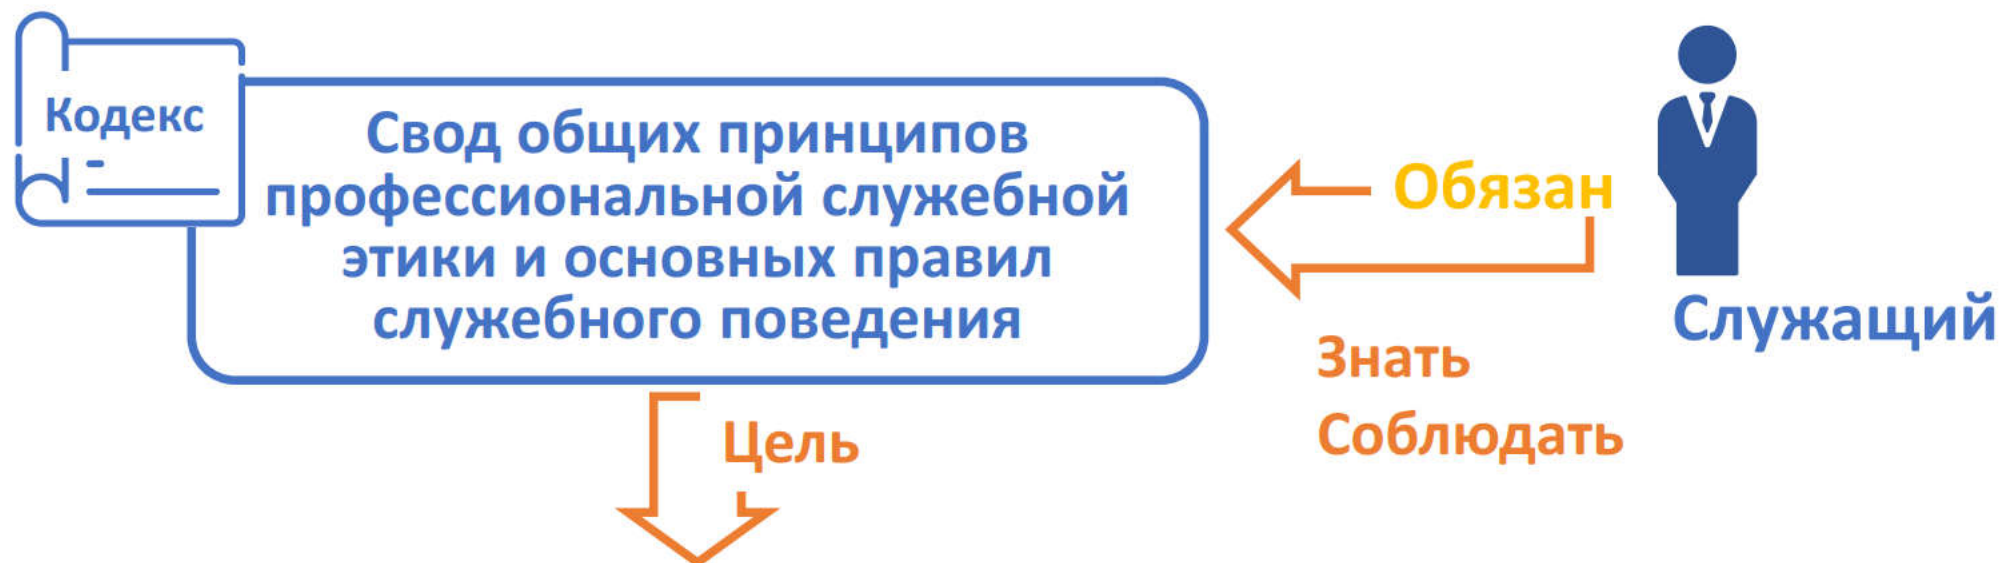 Кодекс
Свод общих принципов
профессиональной служебной
этики и основных правил
служебного поведения
Обязан
Служащий
Знать
Соблюдать
Цель